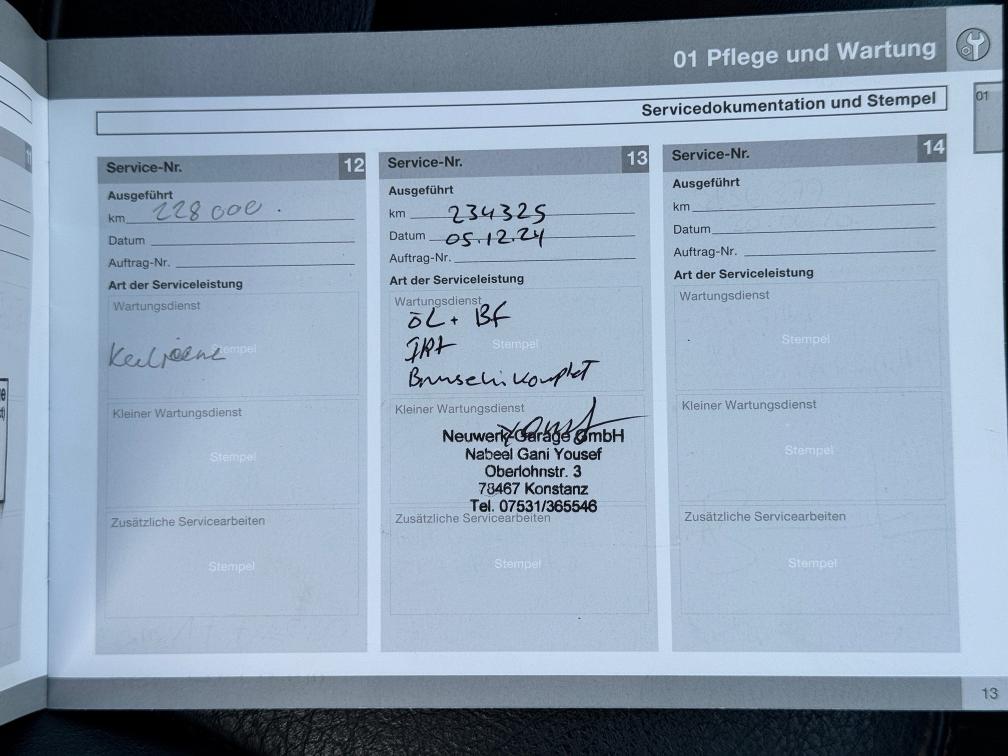 01 Pflege und Wartung
01
Servicedokumentation und Stempel
Service-Nr. 12
Ausgeführt
km 228 000.
Datum
Auftrag-Nr.
Art der Serviceleistung
Wartungsdienst
Stempel
Kleiner Wartungsdienst
Stempel
Zusätzliche Servicearbeiten
Stempel
Service-Nr. 13
Ausgeführt
km 234325
Datum 05.12.24
Auftrag-Nr.
Art der Serviceleistung
Wartungsdienst
ÖL + BF
Stempel
komplet
Kleiner Wartungsdienst
Neuwerk-Garage GmbH
Nabeel Gani Yousef
Oberlohnstr. 3
78467 Konstanz
Tel. 07531/365546
Zusätzliche Servicearbeiten
Stempel
Service-Nr. 14
Ausgeführt
km
Datum
Auftrag-Nr.
Art der Serviceleistung
Wartungsdienst
Stempel
Kleiner Wartungsdienst
Stempel
Zusätzliche Servicearbeiten
Stempel
13